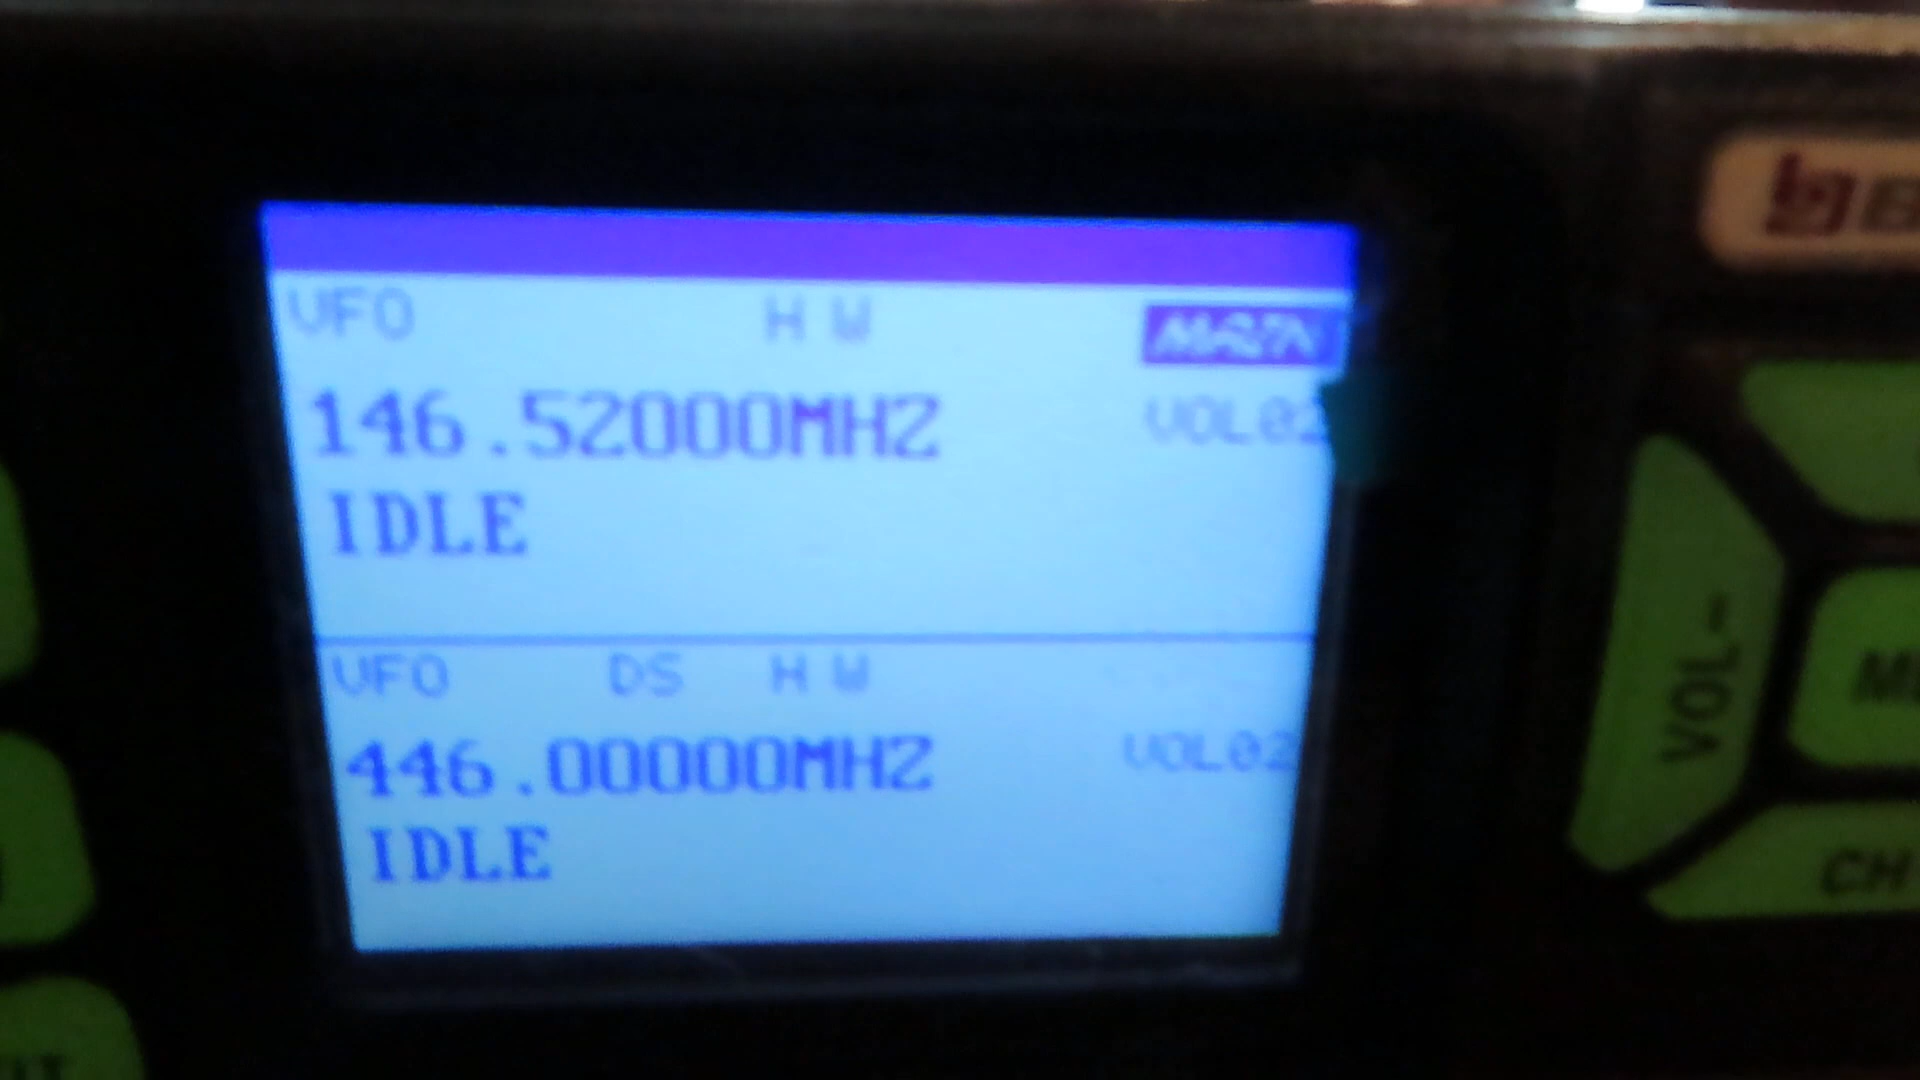 VFO H W MAIN
146.52000MHZ VOL02
IDLE
VFO DS H W
446.00000MHZ VOL02
IDLE
VOL-
CH